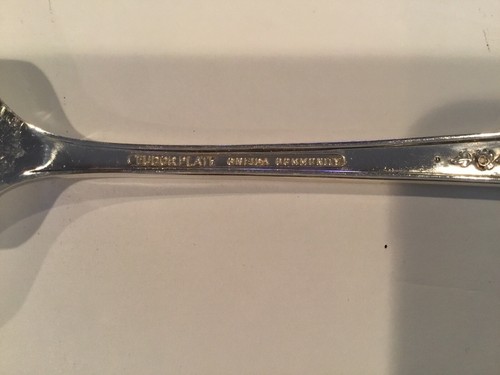 TUDOR PLATE ONEIDA COMMUNITY